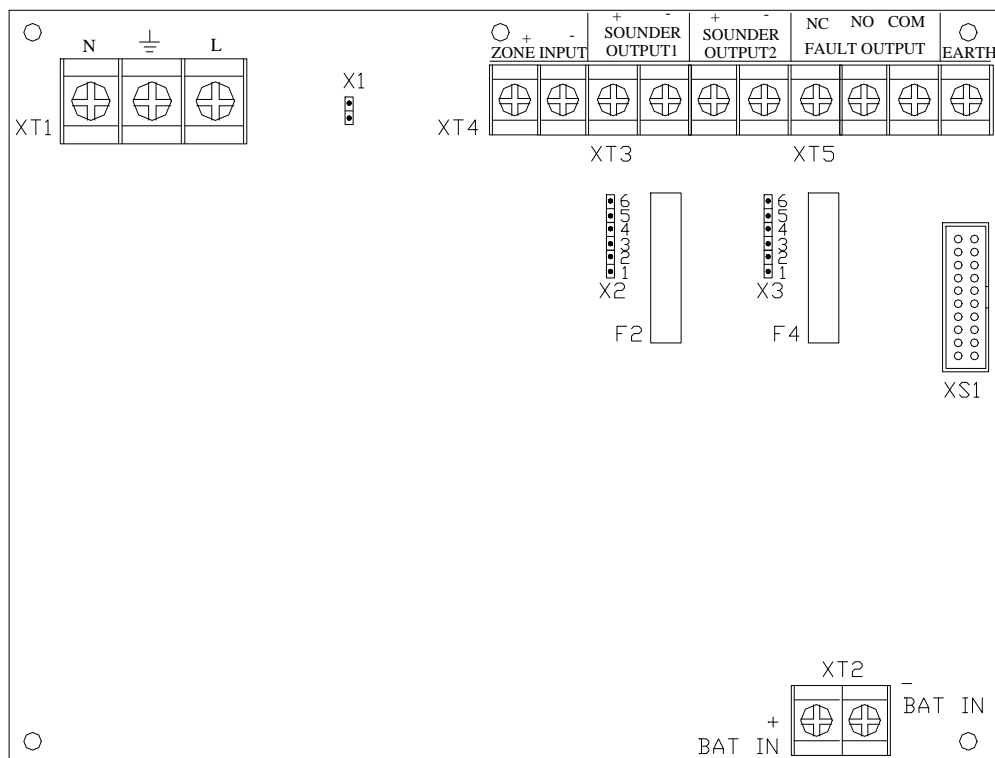 N L
X1
XT1
+ - + - + - NC NO COM
ZONE INPUT SOUNDER OUTPUT1 SOUNDER OUTPUT2 FAULT OUTPUT EARTH
XT4
XT3 XT5
6 6
5 5
4 4
3 3
2 2
1 1
X2 X3
F2 F4
XS1
XT2
-
BAT IN
+
BAT IN